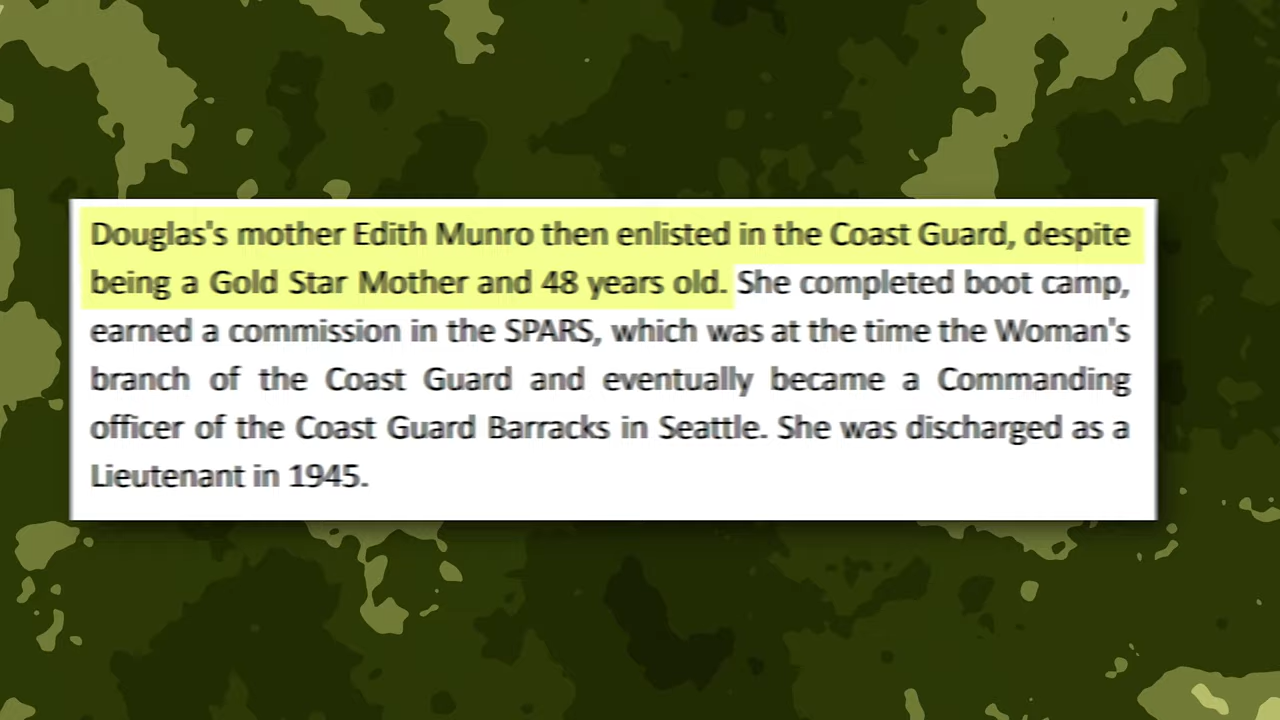 Douglas's mother Edith Munro then enlisted in the Coast Guard, despite
being a Gold Star Mother and 48 years old. She completed boot camp,
earned a commission in the SPARS, which was at the time the Woman's
branch of the Coast Guard and eventually became a Commanding
officer of the Coast Guard Barracks in Seattle. She was discharged as a
Lieutenant in 1945.